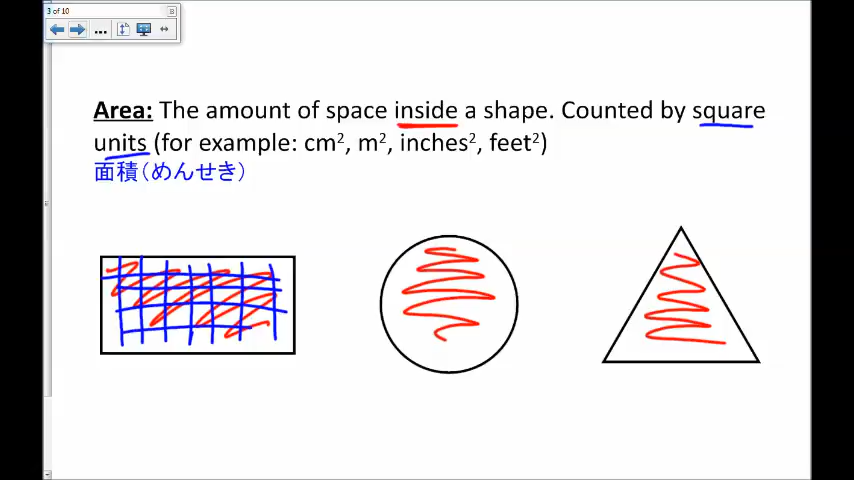 3 of 10
Area: The amount of space inside a shape. Counted by square
units (for example: cm², m², inches², feet²)
面積（めんせき）